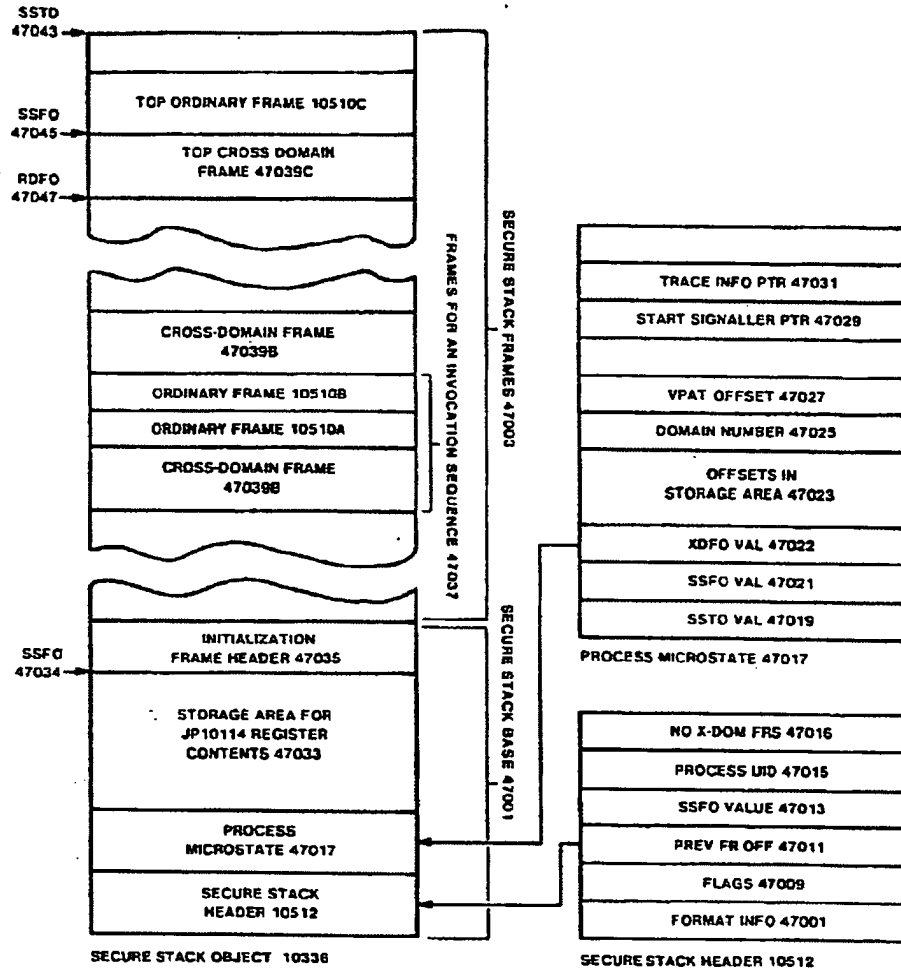 SSTO
47043
TOP ORDINARY FRAME 10510C
SSFO
47045
TOP CROSS DOMAIN
FRAME 47039C
RDFO
47047
CROSS-DOMAIN FRAME
47039B
ORDINARY FRAME 10510B
ORDINARY FRAME 10510A
CROSS-DOMAIN FRAME
47039B
INITIALIZATION
FRAME HEADER 47035
SSFO
47034
STORAGE AREA FOR
JP10114 REGISTER
CONTENTS 47033
PROCESS
MICROSTATE 47017
SECURE STACK
HEADER 10512
SECURE STACK OBJECT 10336
FRAMES FOR AN INVOCATION SEQUENCE 47037
SECURE STACK FRAMES 47003
SECURE STACK BASE 47001
TRACE INFO PTR 47031
START SIGNALLER PTR 47029
VPAT OFFSET 47027
DOMAIN NUMBER 47025
OFFSETS IN
STORAGE AREA 47023
XDFO VAL 47022
SSFO VAL 47021
SSTO VAL 47019
PROCESS MICROSTATE 47017
NO X-DOM FRS 47016
PROCESS UID 47015
SSFO VALUE 47013
PREV FR OFF 47011
FLAGS 47009
FORMAT INFO 47001
SECURE STACK HEADER 10512